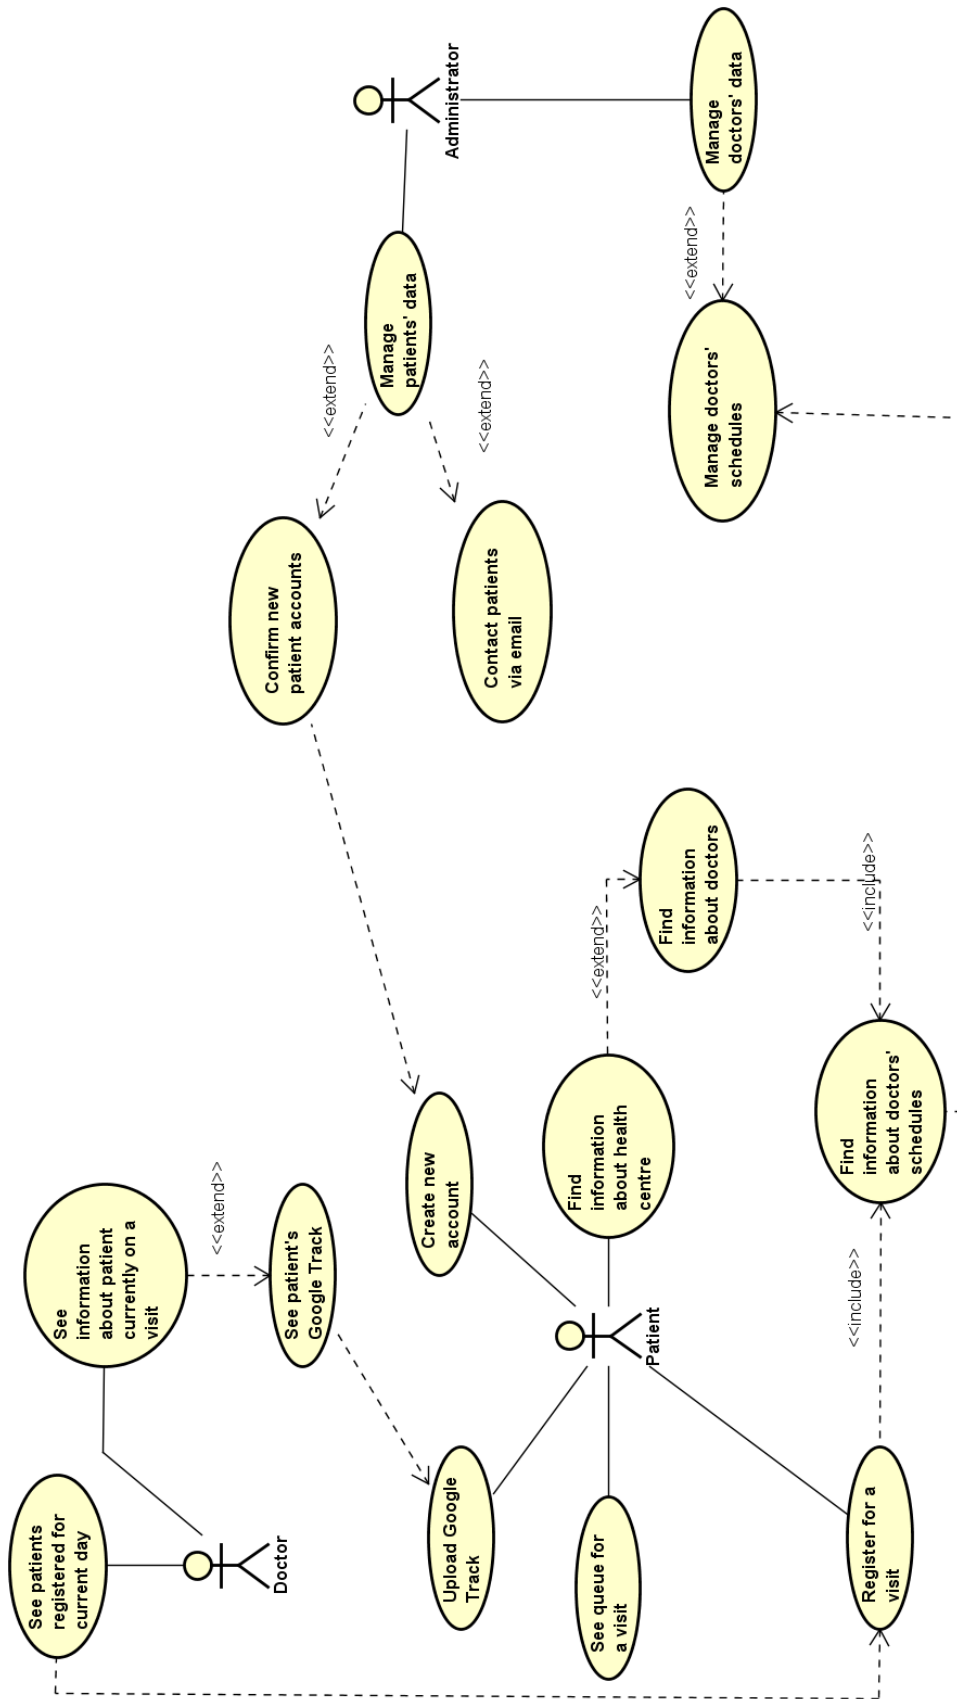 See patients
registered for
current day
See
information
about patient
currently on a
visit
<<extend>>
See patient's
Google Track
Doctor
Confirm new
patient accounts
<<extend>>
Manage
patients' data
<<extend>>
Administrator
Contact patients
via email
Create new
account
Upload Google
Track
See queue for
a visit
Patient
Find
information
about health
centre
<<extend>>
Find
information
about doctors
<<include>>
<<extend>>
Manage
doctors' data
Manage doctors'
schedules
Register for a
visit
<<include>>
Find
information
about doctors'
schedules